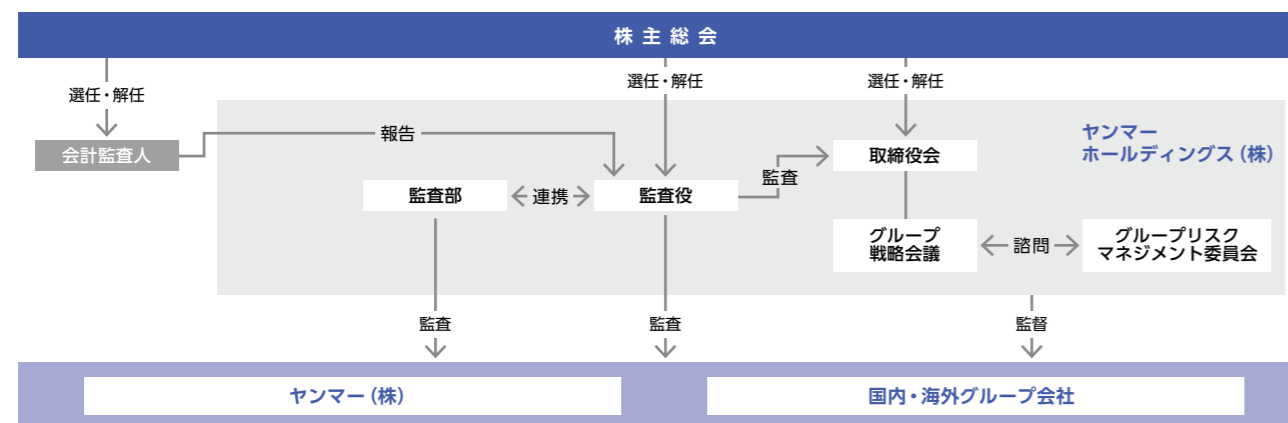 株主総会
選任・解任
選任・解任
選任・解任
会計監査人
報告
取締役会
ヤンマー
ホールディングス（株）
監査
監査部
連携
監査役
グループ
戦略会議
諮問
グループリスク
マネジメント委員会
監査
監査
監督
ヤンマー（株）
国内・海外グループ会社